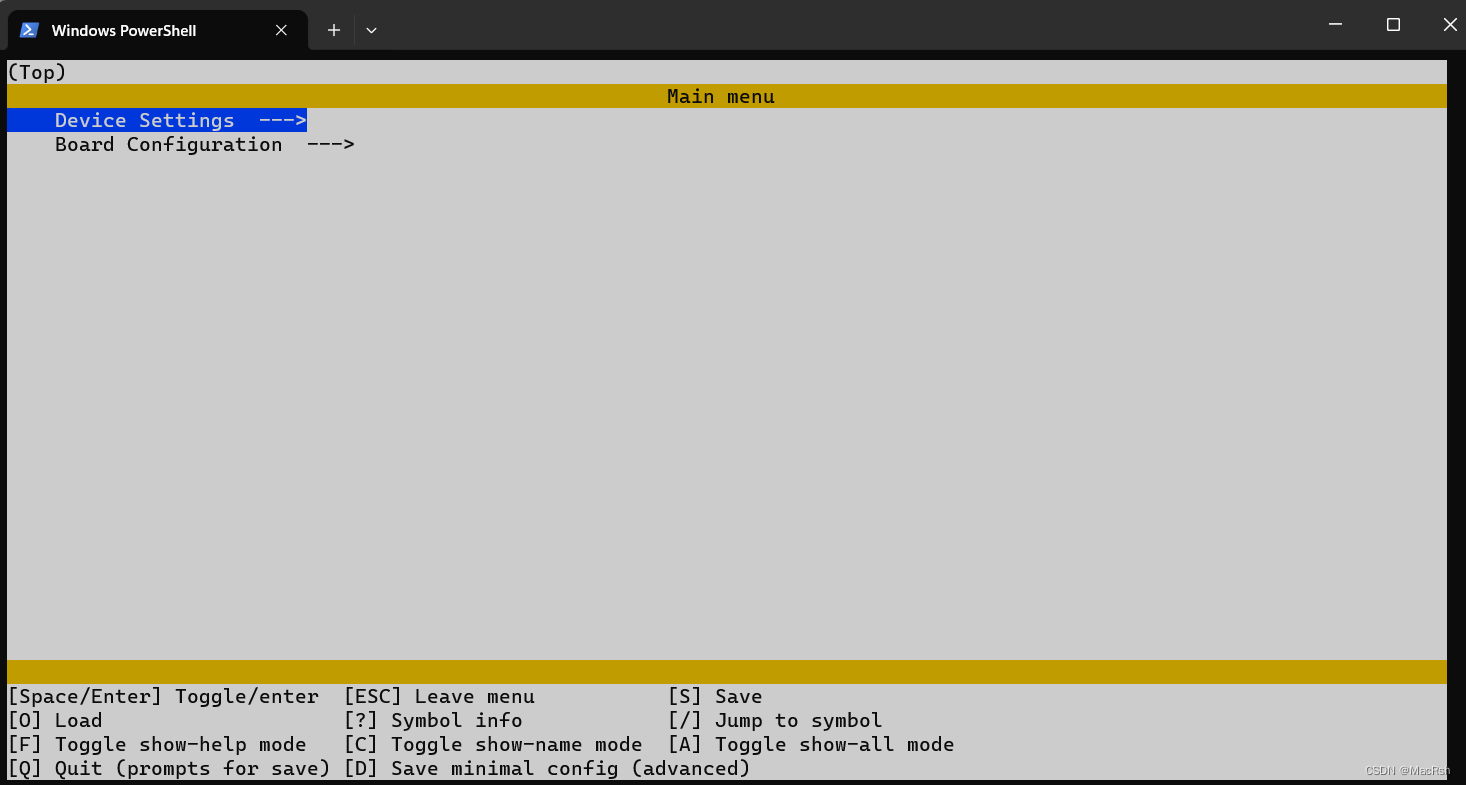 Windows PowerShell
(Top)
Main menu
Device Settings --->
Board Configuration --->
[Space/Enter] Toggle/enter [ESC] Leave menu [S] Save
[O] Load [?] Symbol info [/] Jump to symbol
[F] Toggle show-help mode [C] Toggle show-name mode [A] Toggle show-all mode
[Q] Quit (prompts for save) [D] Save minimal config (advanced)
CSDN @MacRsh